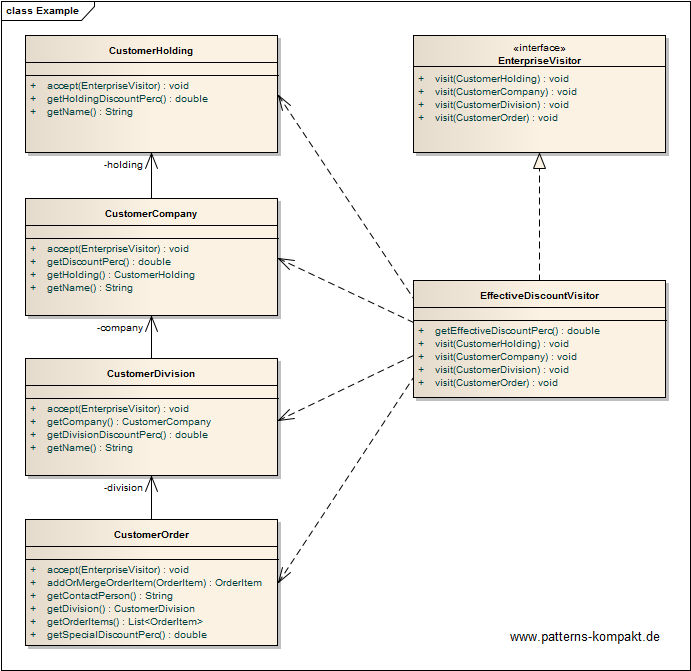 class Example
CustomerHolding
+ accept(EnterpriseVisitor) : void
+ getHoldingDiscountPerc() : double
+ getName() : String
-holding
CustomerCompany
+ accept(EnterpriseVisitor) : void
+ getDiscountPerc() : double
+ getHolding() : CustomerHolding
+ getName() : String
-company
CustomerDivision
+ accept(EnterpriseVisitor) : void
+ getCompany() : CustomerCompany
+ getDivisionDiscountPerc() : double
+ getName() : String
-division
CustomerOrder
+ accept(EnterpriseVisitor) : void
+ addOrMergeOrderItem(OrderItem) : OrderItem
+ getContactPerson() : String
+ getDivision() : CustomerDivision
+ getOrderItems() : List<OrderItem>
+ getSpecialDiscountPerc() : double
«interface»
EnterpriseVisitor
+ visit(CustomerHolding) : void
+ visit(CustomerCompany) : void
+ visit(CustomerDivision) : void
+ visit(CustomerOrder) : void
EffectiveDiscountVisitor
+ getEffectiveDiscountPerc() : double
+ visit(CustomerHolding) : void
+ visit(CustomerCompany) : void
+ visit(CustomerDivision) : void
+ visit(CustomerOrder) : void
www.patterns-kompakt.de